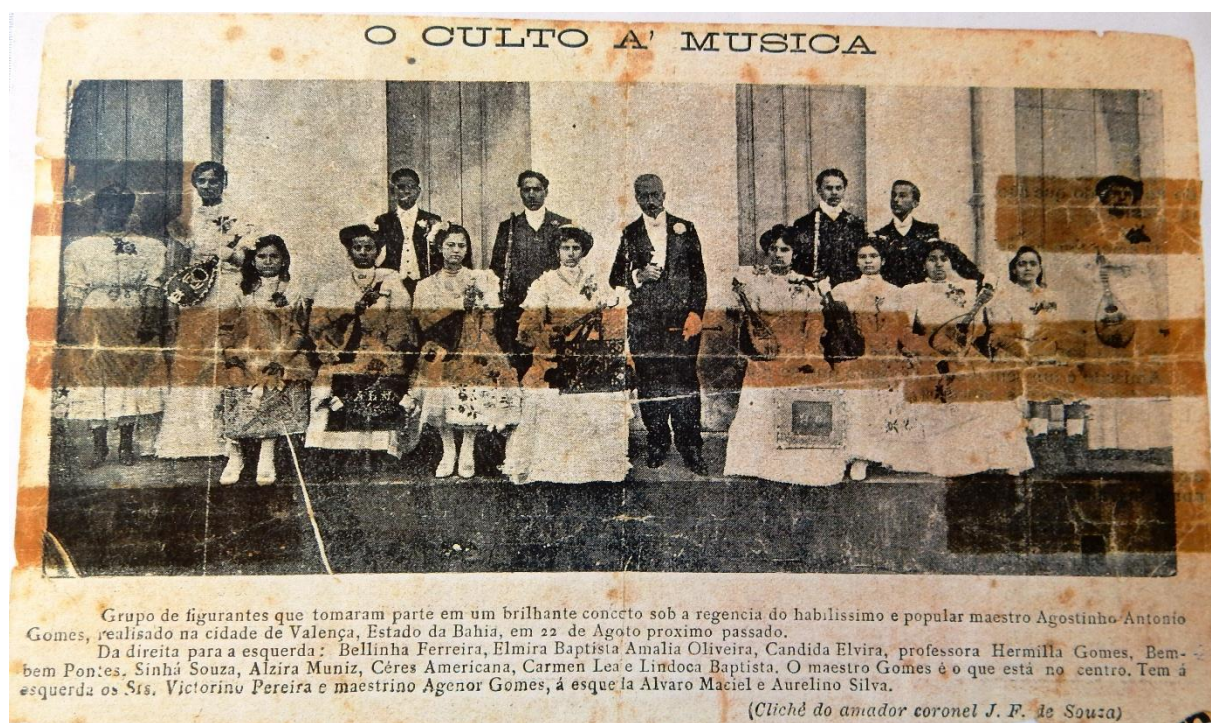 O CULTO A' MUSICA
Grupo de figurantes que tomaram parte em um brilhante conceto sob a regencia do habilissimo e popular maestro Agostinho Antonio
Gomes, realisado na cidade de Valença, Estado da Bahia, em 22 de Agoto proximo passado.
Da direita para a esquerda: Bellinha Ferreira, Elmira Baptista Amalia Oliveira, Candida Elvira, professora Hermilla Gomes, Bem-
bem Pontes, Sinhá Souza, Alzira Muniz, Céres Americana, Carmen Lea e Lindoca Baptista. O maestro Gomes é o que está no centro. Tem á
esquerda os Srs. Victorino Pereira e maestrino Agenor Gomes, á Alvaro Maciel e Aurelino Silva.
(Cliché do amador coronel J. F. de Souza)